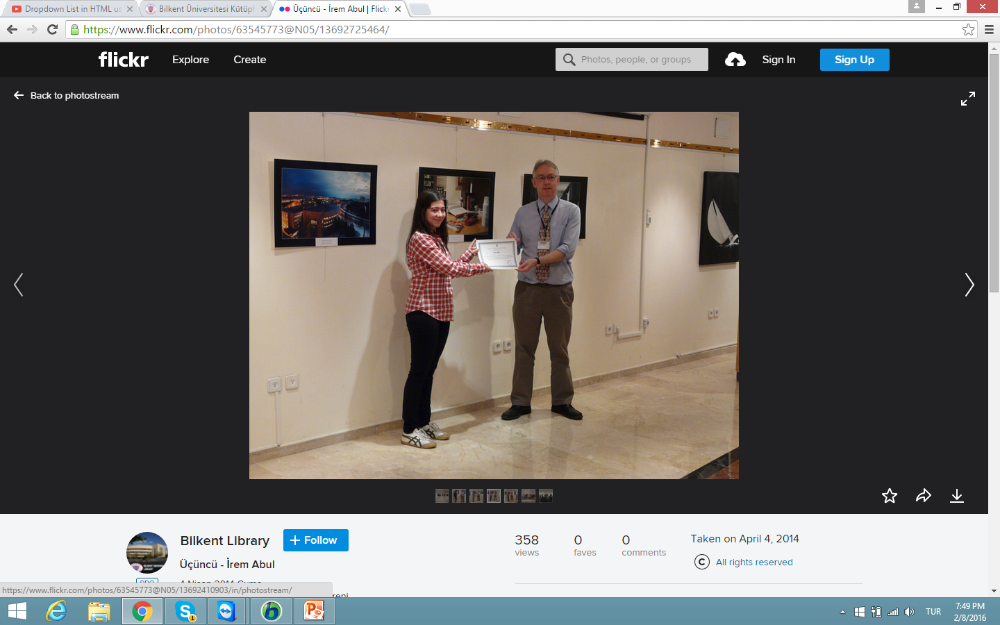 Dropdown List in HTML us
Bilkent Üniversitesi Kütüph
Üçüncü - İrem Abul | Flickr
https://www.flickr.com/photos/63545773@N05/13692725464/
flickr
Explore
Create
Photos, people, or groups
Sign In
Sign Up
Back to photostream
Bilkent Library
+ Follow
Üçüncü - İrem Abul
358
views
0
faves
0
comments
Taken on April 4, 2014
All rights reserved
https://www.flickr.com/photos/63545773@N05/13692410903/in/photostream/
TUR
7:49 PM
2/8/2016